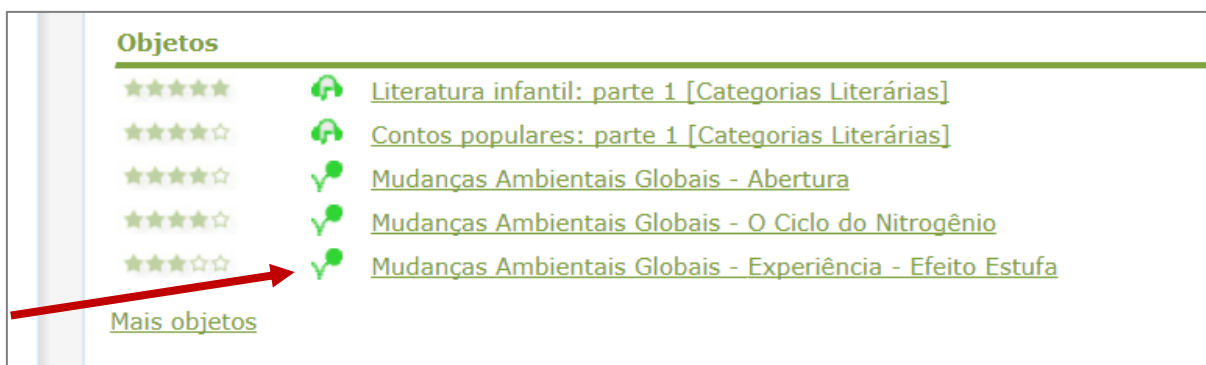 Objetos
Literatura infantil: parte 1 [Categorias Literárias]
Contos populares: parte 1 [Categorias Literárias]
Mudanças Ambientais Globais - Abertura
Mudanças Ambientais Globais - O Ciclo do Nitrogênio
Mudanças Ambientais Globais - Experiência - Efeito Estufa
Mais objetos